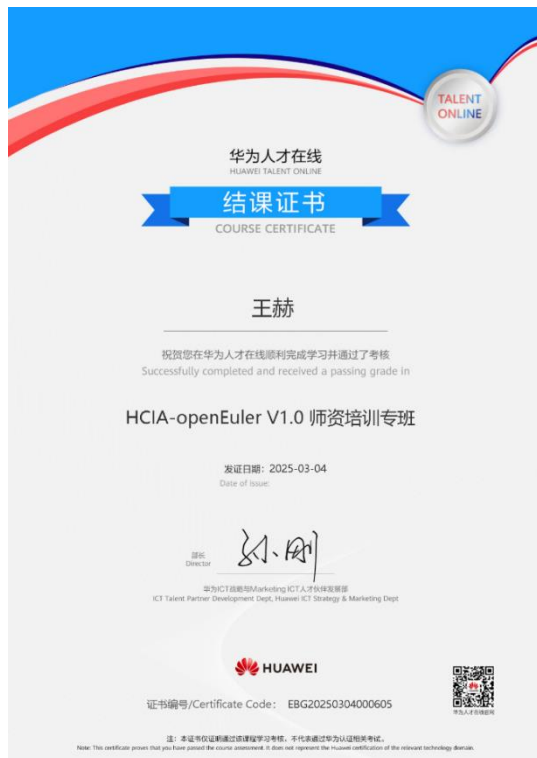 TALENT
ONLINE
华为人才在线
HUAWEI TALENT ONLINE
结课证书
COURSE CERTIFICATE
王赫
祝贺您在华为人才在线顺利完成学习并通过了考核
Successfully completed and received a passing grade in
HCIA-openEuler V1.0 师资培训专班
发证日期：2025-03-04
Date of issue:
部长
Director
孙刚
华为ICT战略与Marketing ICT人才伙伴发展部
ICT Talent Partner Development Dept, Huawei ICT Strategy & Marketing Dept
HUAWEI
证书编号/Certificate Code： EBG20250304000605
华为人才在线官网
注：本证书仅证明通过该课程学习考核，不代表通过华为认证相关考试。
Note: This certificate proves that you have passed the course assessment. It does not represent the Huawei certification of the relevant technology domain.